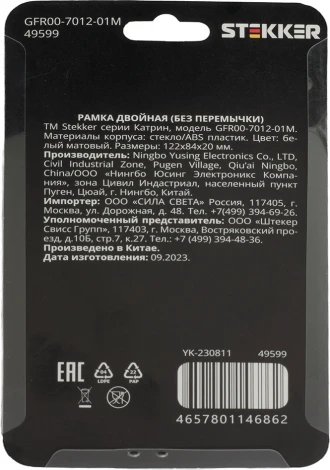 GFR00-7012-01M
49599
STEKKER
РАМКА ДВОЙНАЯ (БЕЗ ПЕРЕМЫЧКИ)
ТМ Stekker серии Катрин, модель GFR00-7012-01M.
Материалы корпуса: стекло/ABS пластик. Цвет: бе-
лый матовый. Размеры: 122x84x20 мм.
Производитель: Ningbo Yusing Electronics Co., LTD,
Civil Industrial Zone, Pugen Village, Qiu'ai Ningbo,
China/ООО «Нингбо Юсинг Электроникс Компа-
ния», зона Цивил Индастриал, населенный пункт
Пуген, Цюай, г. Нингбо, Китай.
Импортер: ООО «СИЛА СВЕТА» Россия, 117405, г.
Москва, ул. Дорожная, д. 48. Тел. +7(499) 394-69-26.
Уполномоченный представитель: ООО «Штекер
Свисс Групп», 117403, г. Москва, Востряковский про-
езд, д.10Б, стр.7, к.27. Тел.: +7 (499) 394-48-36.
Произведено в Китае.
Дата изготовления: 09.2023.
YK-230811 49599
EAC
04
LDPE
22
PAP
4657801146862